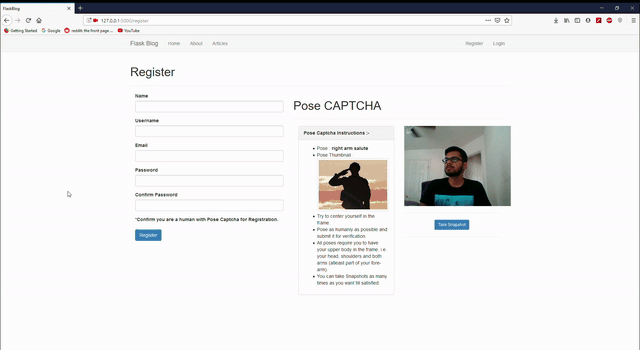 FlaskBlog
127.0.0.1:5000/register
Getting Started
Google
reddit: the front page ...
YouTube
Flask Blog
Home
About
Articles
Register
Login
Register
Name
Username
Email
Password
Confirm Password
*Confirm you are a human with Pose Captcha for Registration.
Register
Pose CAPTCHA
Pose Captcha Instructions :-
Pose : right arm salute
Pose Thumbnail
Try to center yourself in the
frame
Pose as humanly as possible and
submit it for verification.
All poses require you to have
your upper body in the frame, i.e
your head, shoulders and both
arms (atleast part of your fore-
arm).
You can take Snapshots as many
times as you want till satisfied.
Take Snapshot